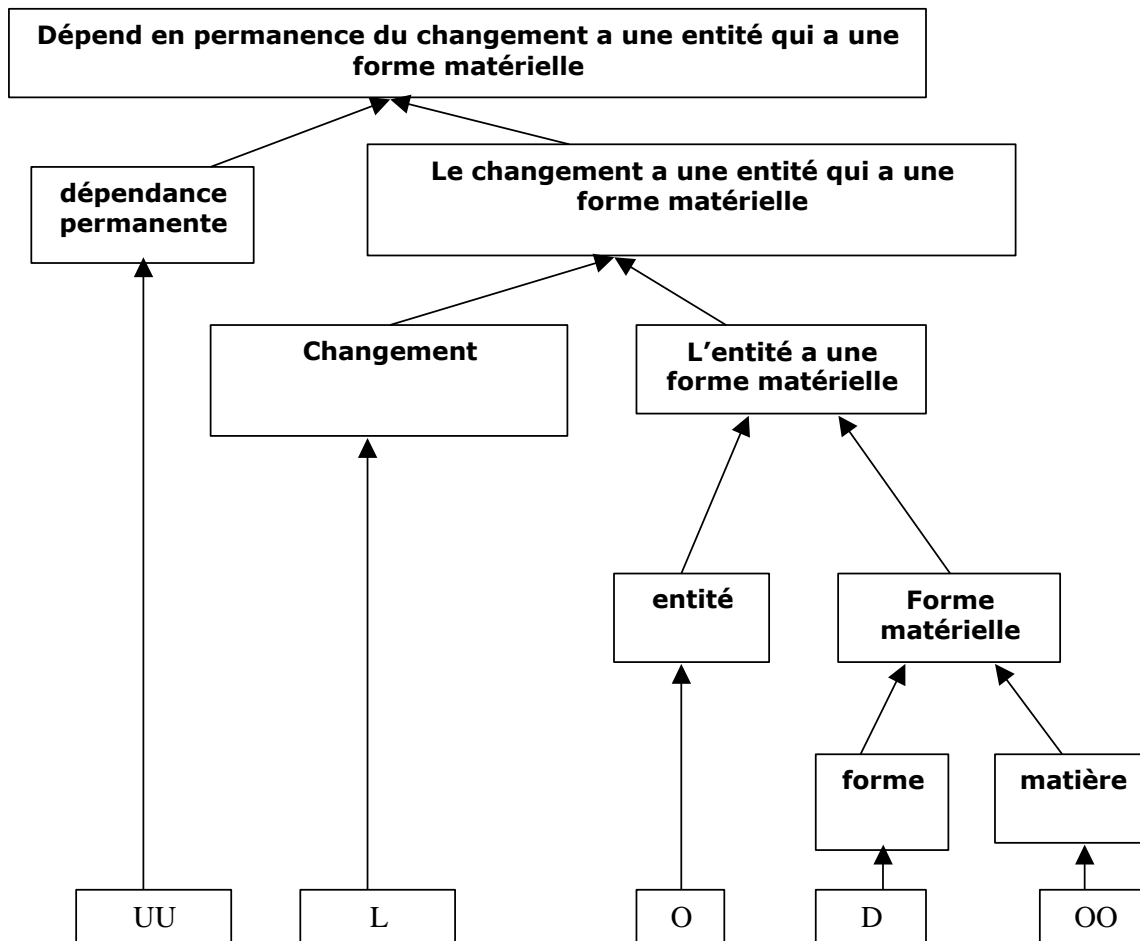 Dépend en permanence du changement a une entité qui a une
forme matérielle
dépendance
permanente
Le changement a une entité qui a une
forme matérielle
Changement
L’entité a une
forme matérielle
entité
Forme
matérielle
forme
matière
UU
L
O
D
OO